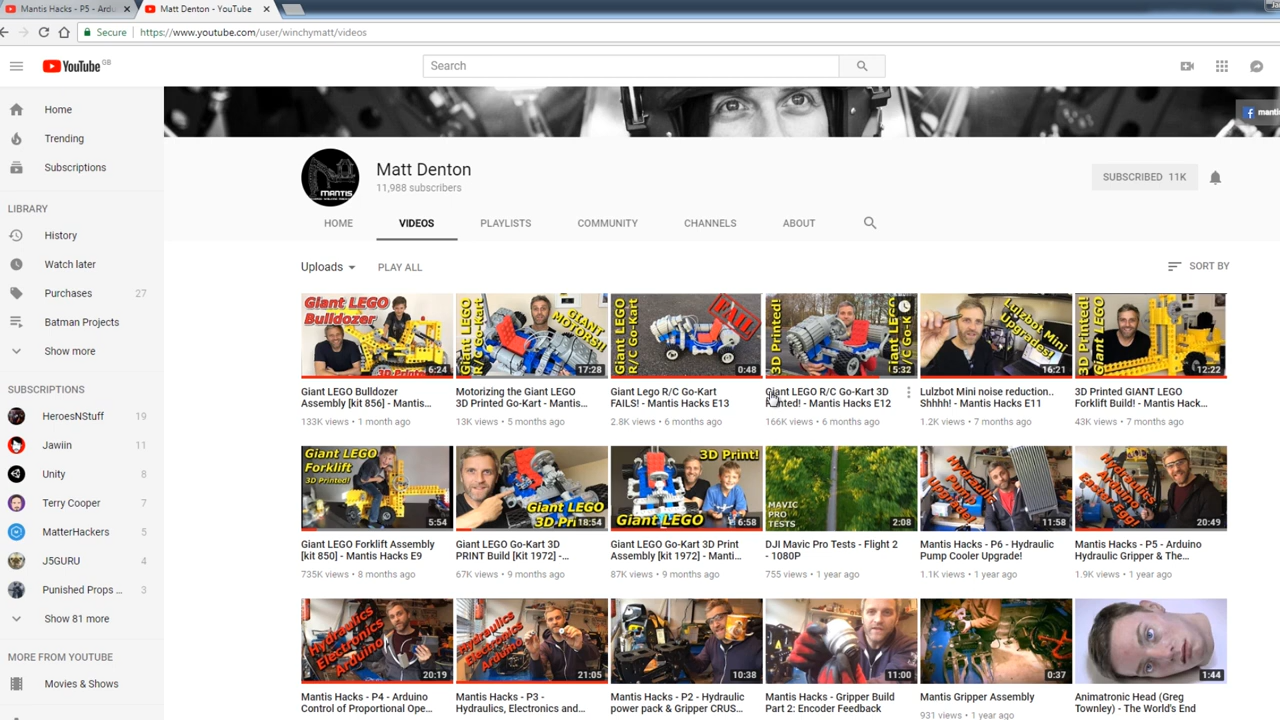 Mantis Hacks - P5 - Ardu
Matt Denton - YouTube
Secure
https://www.youtube.com/user/winchymatt/videos
YouTube GB
Search
Home
Trending
Subscriptions
LIBRARY
History
Watch later
Purchases 27
Batman Projects
Show more
SUBSCRIPTIONS
HeroesNStuff 19
Jawiin 11
Unity 8
Terry Cooper 7
MatterHackers 5
J5GURU 4
Punished Props ... 3
Show 81 more
MORE FROM YOUTUBE
Movies & Shows
MANTIS
Matt Denton
11,988 subscribers
SUBSCRIBED 11K
HOME VIDEOS PLAYLISTS COMMUNITY CHANNELS ABOUT
Uploads PLAY ALL
SORT BY
Giant LEGO
Bulldozer
6:24
Giant LEGO Bulldozer
Assembly [kit 856] - Mantis...
133K views • 1 month ago
Giant LEGO
R/C Go-Kart
GIANT
MOTORS!!
17:28
Motorizing the Giant LEGO
3D Printed Go-Kart - Mantis...
13K views • 5 months ago
Giant LEGO
R/C Go-Kart
FAIL
0:48
Giant Lego R/C Go-Kart
FAILS! - Mantis Hacks E13
2.8K views • 6 months ago
3D Printed!
5:32
Giant LEGO R/C Go-Kart 3D
Printed! - Mantis Hacks E12
166K views • 6 months ago
Lulzbot Mini
Upgrades!
16:21
Lulzbot Mini noise reduction..
Shhhh! - Mantis Hacks E11
1.2K views • 7 months ago
3D Printed!
Giant LEGO
12:22
3D Printed GIANT LEGO
Forklift Build! - Mantis Hack...
43K views • 7 months ago
Giant LEGO
Forklift
3D Printed!
5:54
Giant LEGO Forklift Assembly
[kit 850] - Mantis Hacks E9
735K views • 8 months ago
Giant LEGO
18:54
Giant LEGO Go-Kart 3D
PRINT Build [Kit 1972] -...
67K views • 9 months ago
3D Print!
Giant LEGO
6:58
Giant LEGO Go-Kart 3D Print
Assembly [kit 1972] - Manti...
87K views • 9 months ago
MAVIC
PRO
TESTS
2:08
DJI Mavic Pro Tests - Flight 2
- 1080P
755 views • 1 year ago
Hydraulic
Pump Cooler
Upgrade!
11:58
Mantis Hacks - P6 - Hydraulic
Pump Cooler Upgrade!
1.1K views • 1 year ago
20:49
Mantis Hacks - P5 - Arduino
Hydraulic Gripper & The...
1.9K views • 1 year ago
Hydraulics
Electronics
Arduino
20:19
Mantis Hacks - P4 - Arduino
Control of Proportional Ope...
Hydraulics
Electronics
Arduino
21:05
Mantis Hacks - P3 -
Hydraulics, Electronics and...
10:38
Mantis Hacks - P2 - Hydraulic
power pack & Gripper CRUS...
11:00
Mantis Hacks - Gripper Build
Part 2: Encoder Feedback
0:37
Mantis Gripper Assembly
931 views • 1 year ago
1:44
Animatronic Head (Greg
Townley) - The World's End